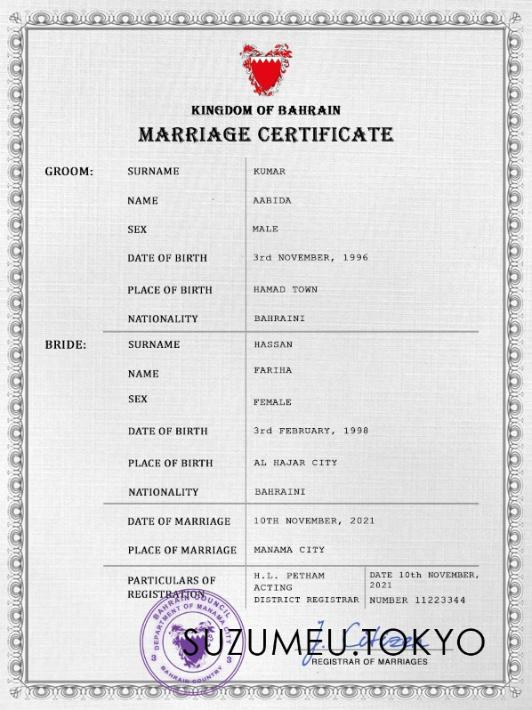 KINGDOM OF BAHRAIN
MARRIAGE CERTIFICATE
GROOM: SURNAME KUMAR
NAME AABIDA
SEX MALE
DATE OF BIRTH 3rd NOVEMBER, 1996
PLACE OF BIRTH HAMAD TOWN
NATIONALITY BAHRAINI
BRIDE: SURNAME HASSAN
NAME FARIHA
SEX FEMALE
DATE OF BIRTH 3rd FEBRUARY, 1998
PLACE OF BIRTH AL HAJAR CITY
NATIONALITY BAHRAINI
DATE OF MARRIAGE 10TH NOVEMBER, 2021
PLACE OF MARRIAGE MANAMA CITY
PARTICULARS OF REGISTRATION
H.L. PETHAM
ACTING
DISTRICT REGISTRAR
DATE 10th NOVEMBER,
2021
NUMBER 11223344
BAHRAIN COUNCIL
DEPARTMENT OF MANAMA CITY
3 3
BAHRAIN COUNTRY
SUZUMEU.TOKYO
REGISTRAR OF MARRIAGES